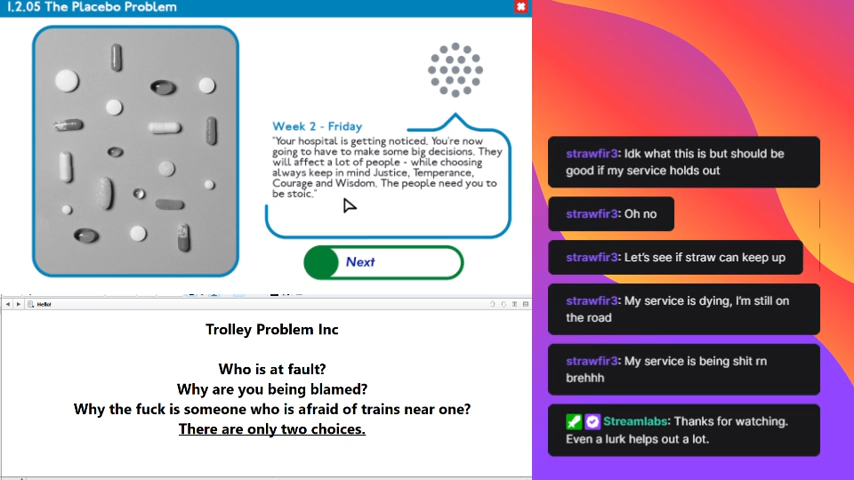 1.2.05 The Placebo Problem
Week 2 - Friday
"Your hospital is getting noticed. You're now
going to have to make some big decisions. They
will affect a lot of people - while choosing
always keep in mind Justice, Temperance,
Courage and Wisdom. The people need you to
be stoic."
Next
Hello!
Trolley Problem Inc
Who is at fault?
Why are you being blamed?
Why the fuck is someone who is afraid of trains near one?
There are only two choices.
strawfir3: Idk what this is but should be
good if my service holds out
strawfir3: Oh no
strawfir3: Let's see if straw can keep up
strawfir3: My service is dying, I'm still on
the road
strawfir3: My service is being shit rn
brehhh
Streamlabs: Thanks for watching.
Even a lurk helps out a lot.